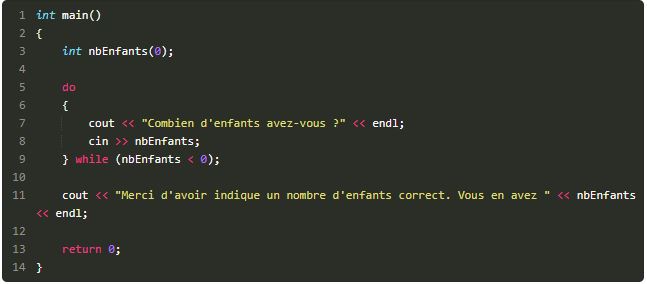 1 int main()
2 {
3     int nbEnfants(0);
4
5     do
6     {
7         cout << "Combien d'enfants avez-vous ?" << endl;
8         cin >> nbEnfants;
9     } while (nbEnfants < 0);
10
11     cout << "Merci d'avoir indique un nombre d'enfants correct. Vous en avez " << nbEnfants
<< endl;
12
13     return 0;
14 }